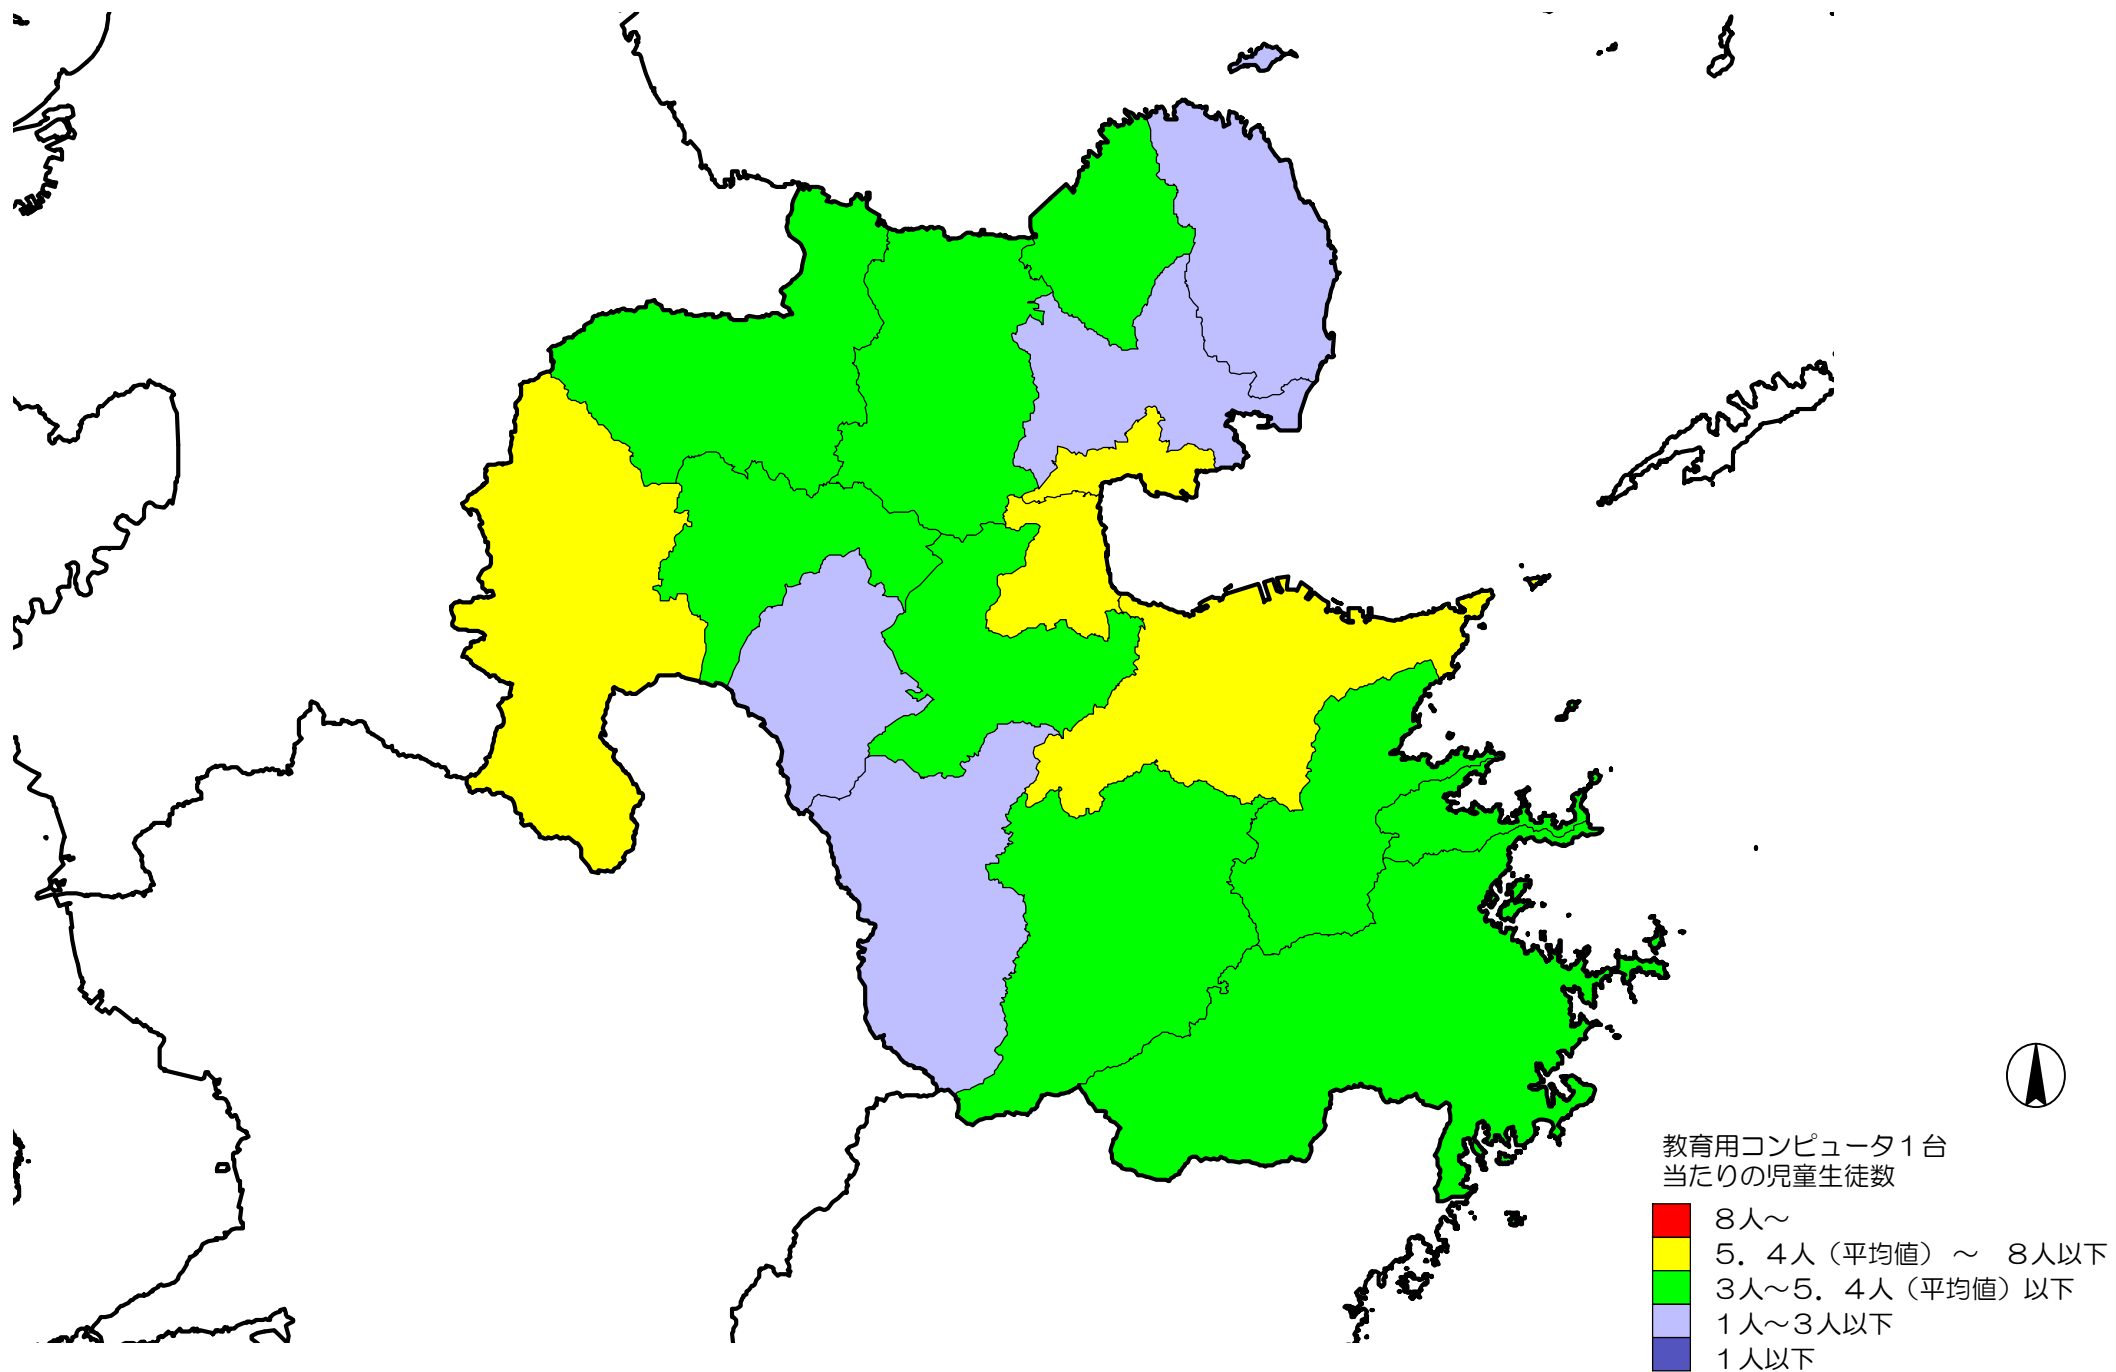 教育用コンピュータ１台
当たりの児童生徒数
８人～
５．４人（平均値）～　８人以下
３人～５．４人（平均値）以下
１人～３人以下
１人以下